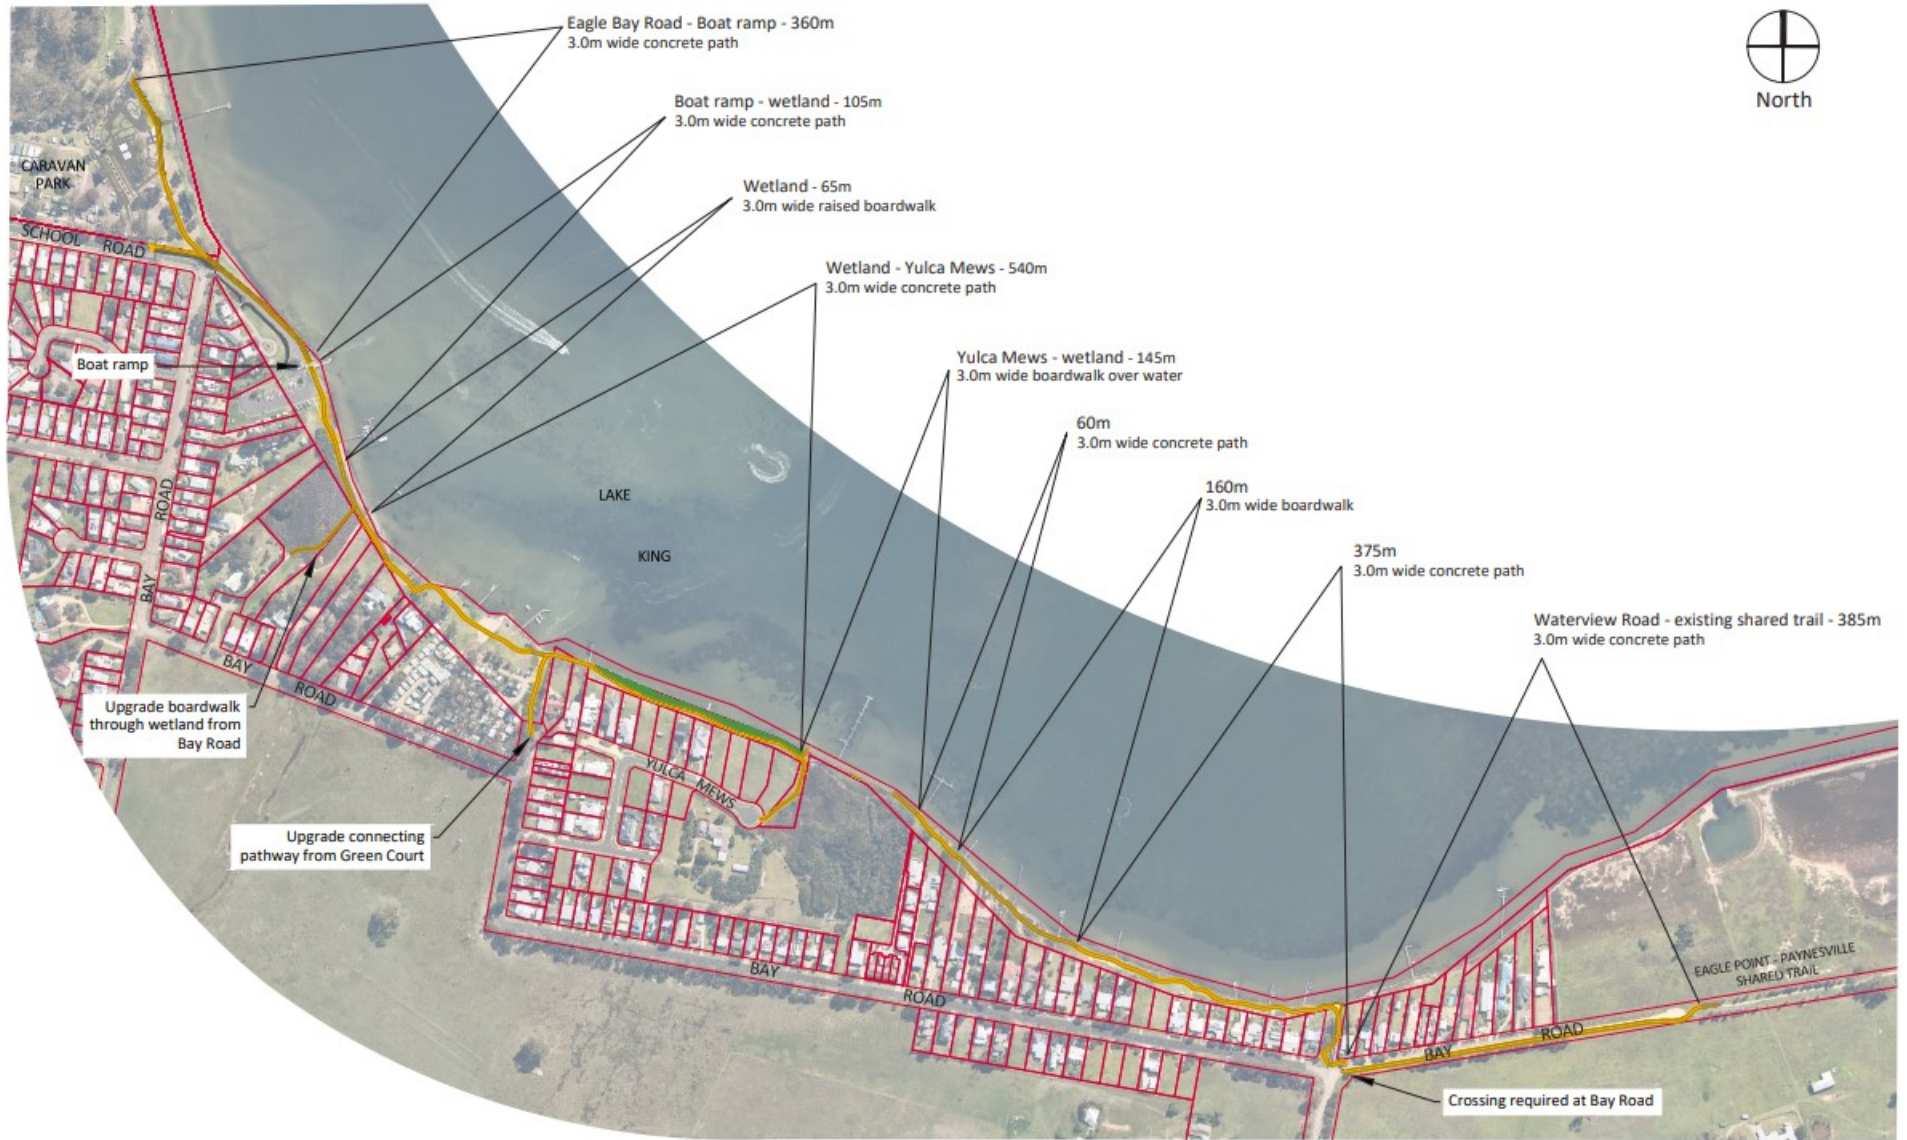 Eagle Bay Road - Boat ramp - 360m
3.0m wide concrete path
North
Boat ramp - wetland - 105m
3.0m wide concrete path
CARAVAN
PARK
Wetland - 65m
3.0m wide raised boardwalk
SCHOOL ROAD
Wetland - Yulca Mews - 540m
3.0m wide concrete path
Boat ramp
Yulca Mews - wetland - 145m
3.0m wide boardwalk over water
60m
3.0m wide concrete path
LAKE
KING
160m
3.0m wide boardwalk
BAY ROAD
375m
3.0m wide concrete path
Waterview Road - existing shared trail - 385m
3.0m wide concrete path
BAY ROAD
Upgrade boardwalk
through wetland from
Bay Road
YULCA MEWS
Upgrade connecting
pathway from Green Court
BAY ROAD
EAGLE POINT - PAYNESVILLE
SHARED TRAIL
BAY ROAD
Crossing required at Bay Road